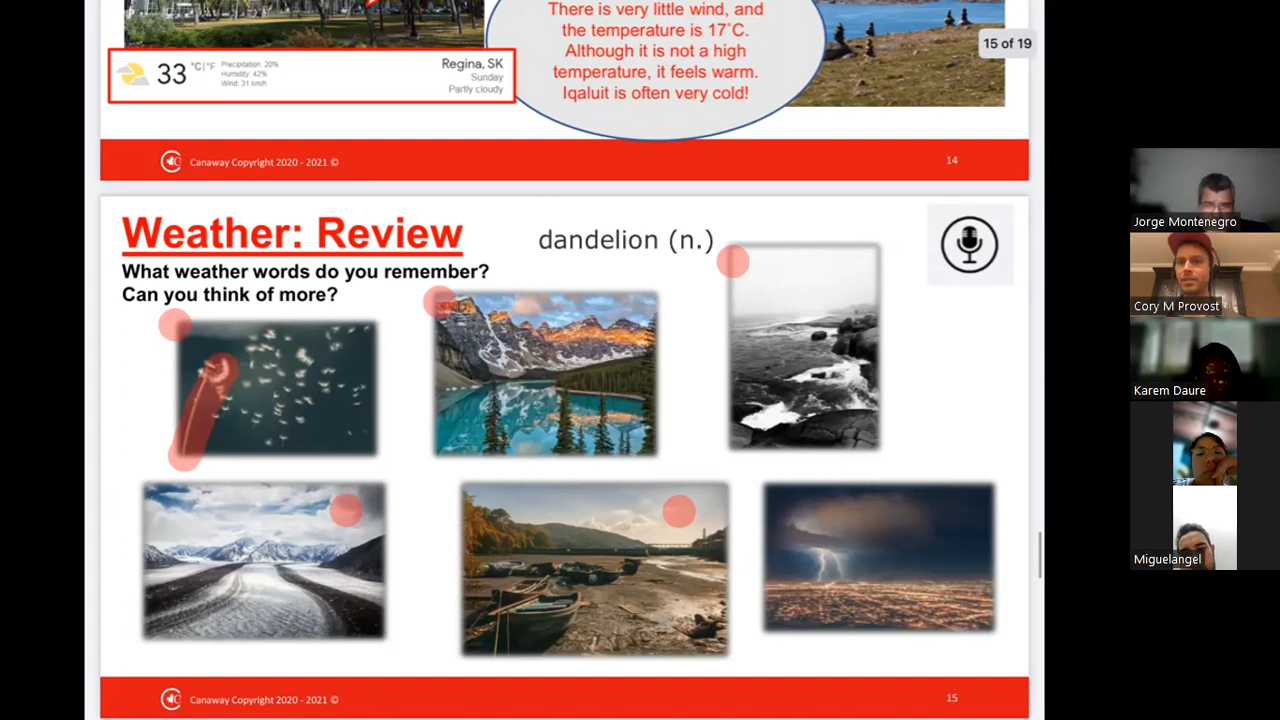 There is very little wind, and
the temperature is 17°C.
Although it is not a high
temperature, it feels warm.
Iqaluit is often very cold!
15 of 19
33 °C|°F
Precipitation: 20%
Humidity: 42%
Wind: 31 km/h
Regina, SK
Sunday
Partly cloudy
Canaway Copyright 2020 - 2021 ©
14
Weather: Review
dandelion (n.)
What weather words do you remember?
Can you think of more?
Canaway Copyright 2020 - 2021 ©
15
Jorge Montenegro
Cory M Provost
Karem Daure
Miguelangel